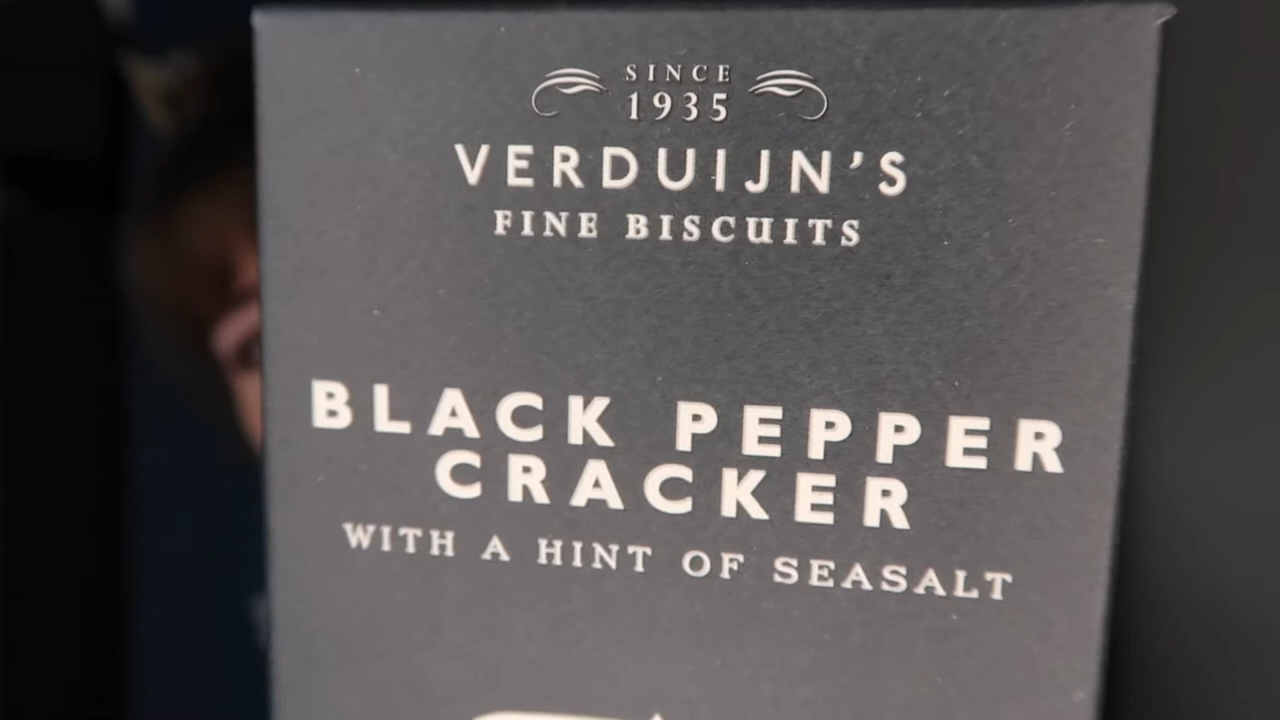 SINCE
1935
VERDUIJN'S
FINE BISCUITS
BLACK PEPPER
CRACKER
WITH A HINT OF SEASALT